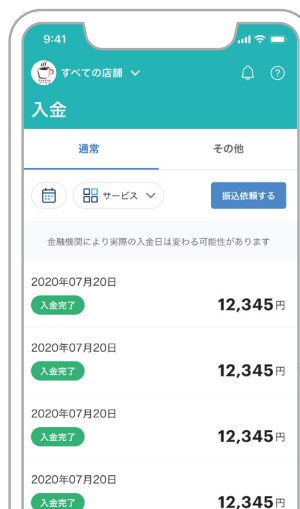 9:41
すべての店舗
入金
通常 その他
サービス 振込依頼する
金融機関により実際の入金日は変わる可能性があります
2020年07月20日
入金完了 12,345円
2020年07月20日
入金完了 12,345円
2020年07月20日
入金完了 12,345円
2020年07月20日
入金完了 12,345円